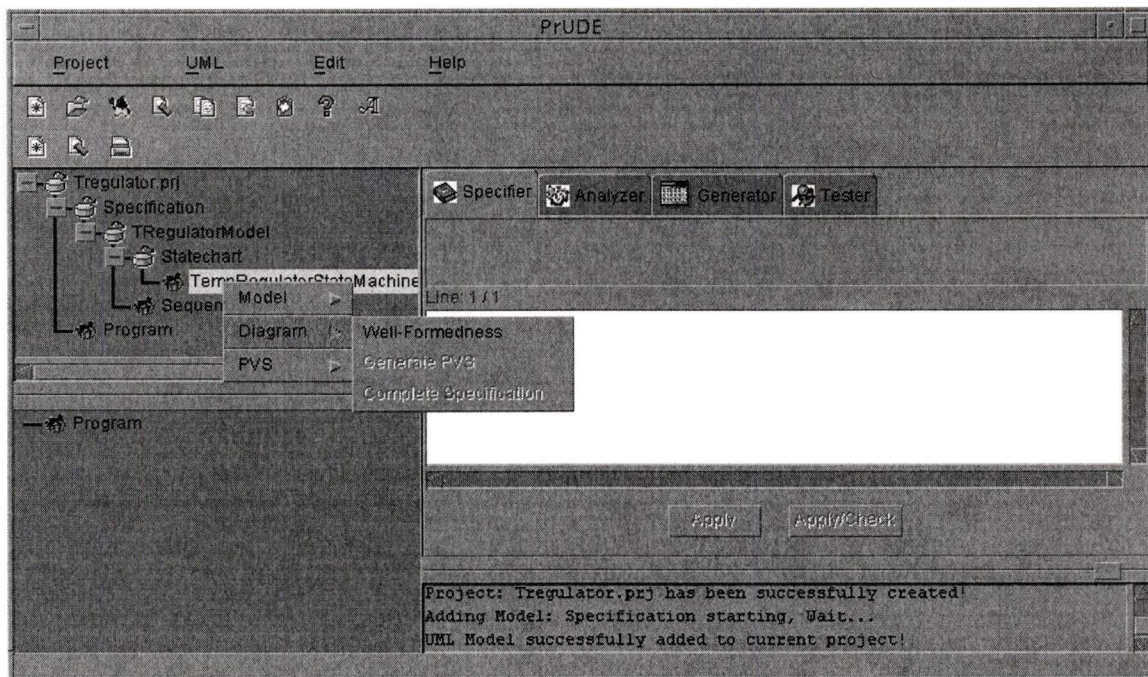 PrUDE
Project UML Edit Help
Tregulator.prj
Specification
TRegulatorModel
Statechart
TempRegulatorStateMachine
Sequen
Program
Model
Diagram
PVS
Well-Formedness
Generate PVS
Complete Specification
Program
Specifier Analyzer Generator Tester
Line: 1 / 1
Apply Apply/Check
Project: Tregulator.prj has been successfully created!
Adding Model: Specification starting, Wait...
UML Model successfully added to current project!